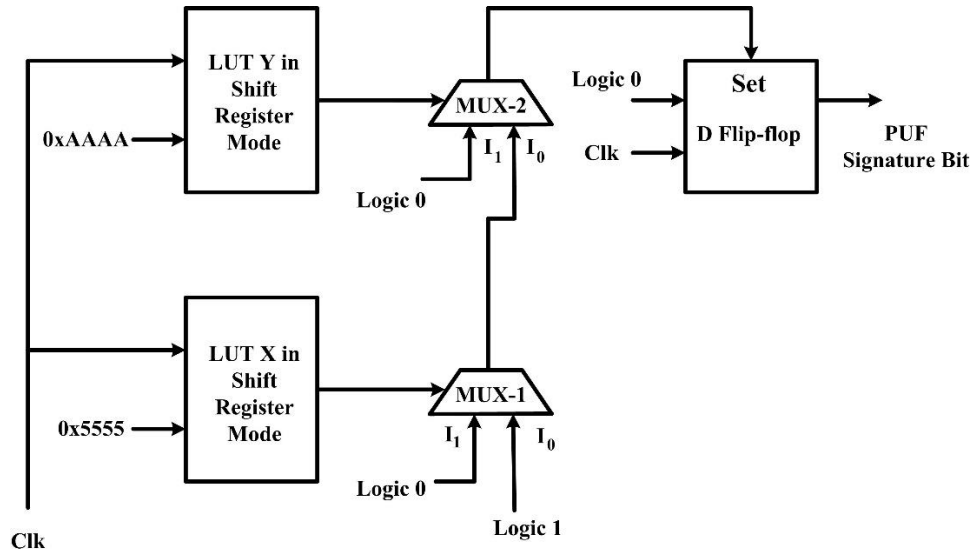 LUT Y in
Shift
Register
Mode
0xAAAA
MUX-2
I1
I0
Logic 0
Logic 0
Clk
Set
D Flip-flop
PUF
Signature Bit
LUT X in
Shift
Register
Mode
0x5555
MUX-1
I1
I0
Logic 0
Logic 1
Clk